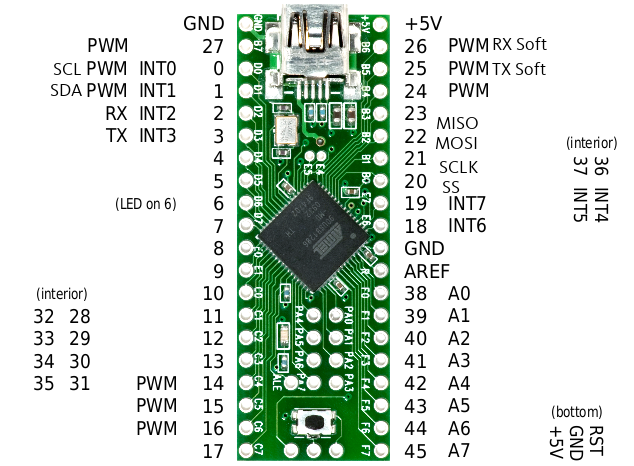 GND +5V
PWM 27 26 PWM RX Soft
SCL PWM INT0 0 25 PWM TX Soft
SDA PWM INT1 1 24 PWM
RX INT2 2 23
TX INT3 3 22 MISO
4 21 MOSI
5 20 SCLK
SS
(LED on 6) 6 19 INT7
7 18 INT6
8 GND
9 AREF
10 38 A0
11 39 A1
12 40 A2
13 41 A3
PWM 14 42 A4
PWM 15 43 A5
PWM 16 44 A6
17 45 A7
(interior)
32 28
33 29
34 30
35 31
(interior)
36 INT4
37 INT5
(bottom)
RST
GND
+5V
GND
B7
D0
D1
D2
D3
D4
D5
D6
D7
E0
E1
C0
C1
C2
C3
C4
C5
C6
C7
+5V
B6
B5
B4
B3
B2
B1
B0
E7
E6
F0
F1
F2
F3
F4
F5
F6
F7
E5
E4
PA4
PA5
PA6
PA7
PA0
PA1
PA2
PA3
ALE
ATMEL